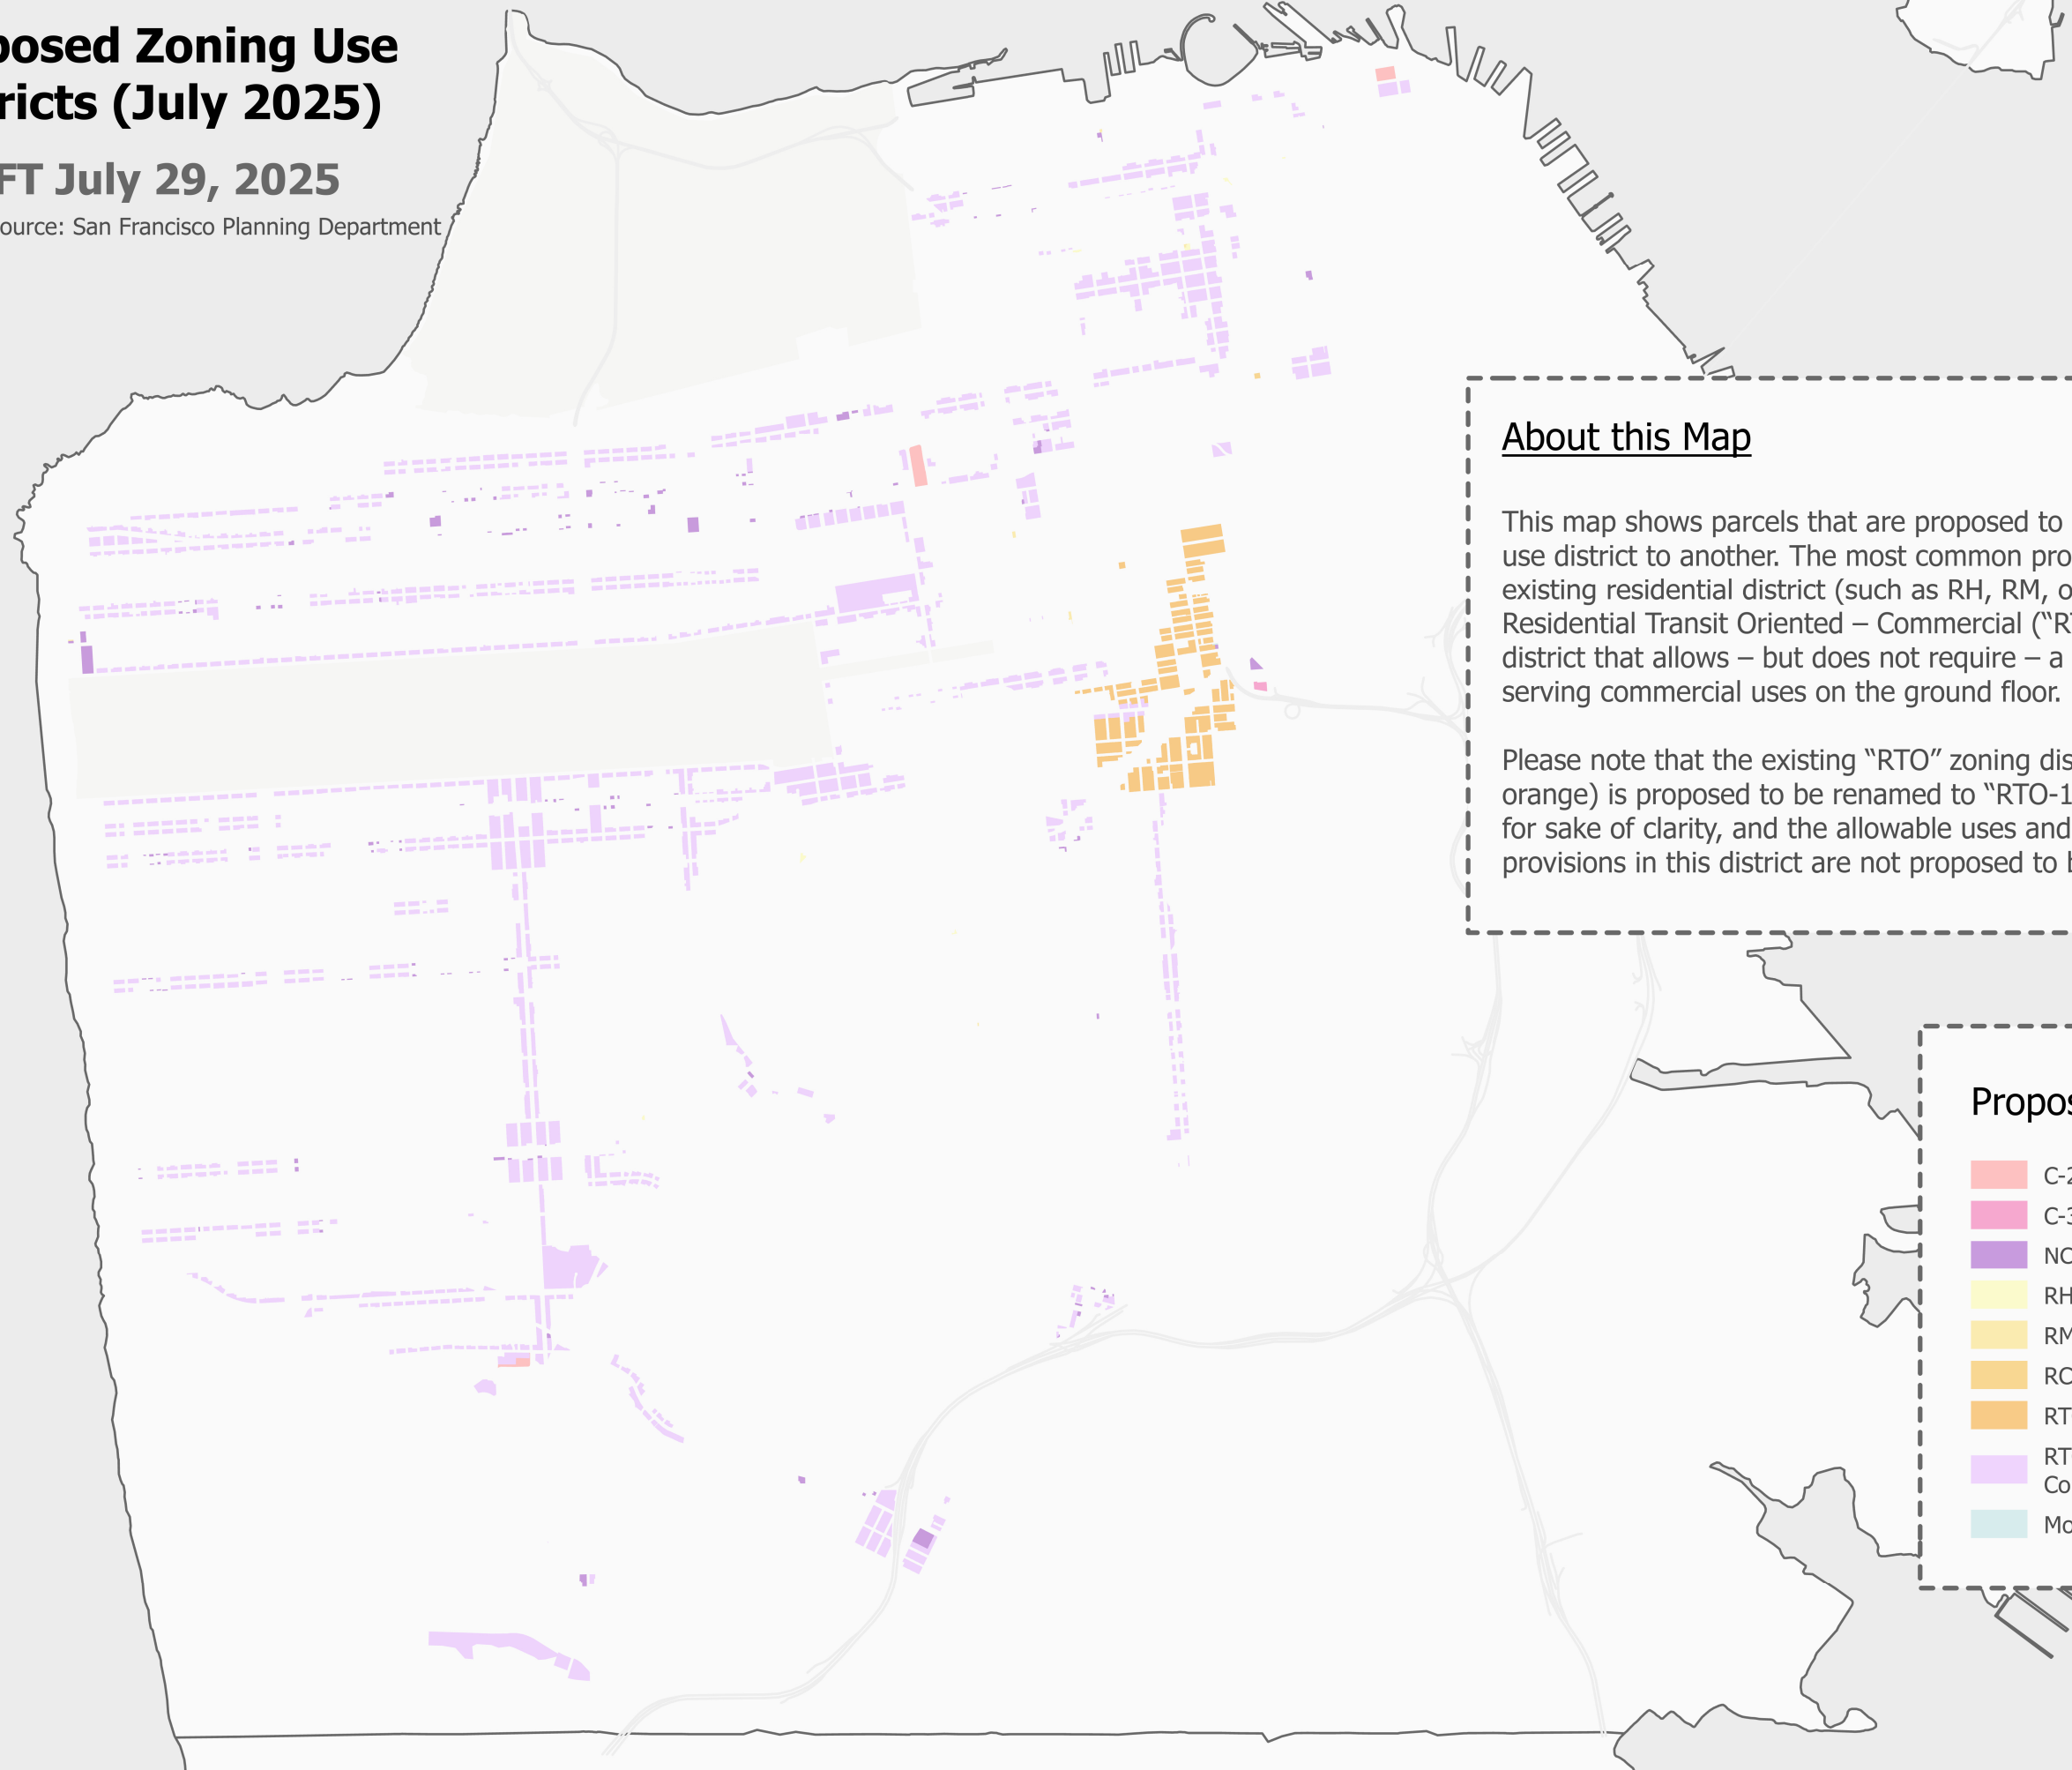 posed Zoning Use
ricts (July 2025)
FT July 29, 2025
ource: San Francisco Planning Department
About this Map
This map shows parcels that are proposed to
use district to another. The most common pro
existing residential district (such as RH, RM, o
Residential Transit Oriented – Commercial (“RT
district that allows – but does not require – a
serving commercial uses on the ground floor.
Please note that the existing “RTO” zoning dis
orange) is proposed to be renamed to “RTO-1
for sake of clarity, and the allowable uses and
provisions in this district are not proposed to b
Propos
C-2
C-3
NC
RH
RM
RC
RT
RT
Co
Mo